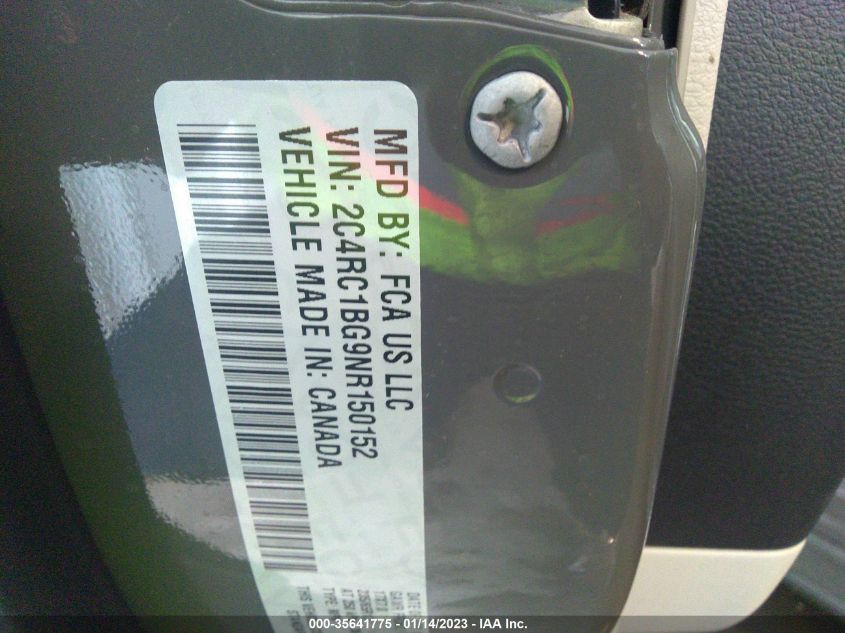 MFD BY: FCA US LLC
VIN: 2C4RC1BG9NR150152
VEHICLE MADE IN: CANADA
000-35641775 - 01/14/2023 - IAA Inc.